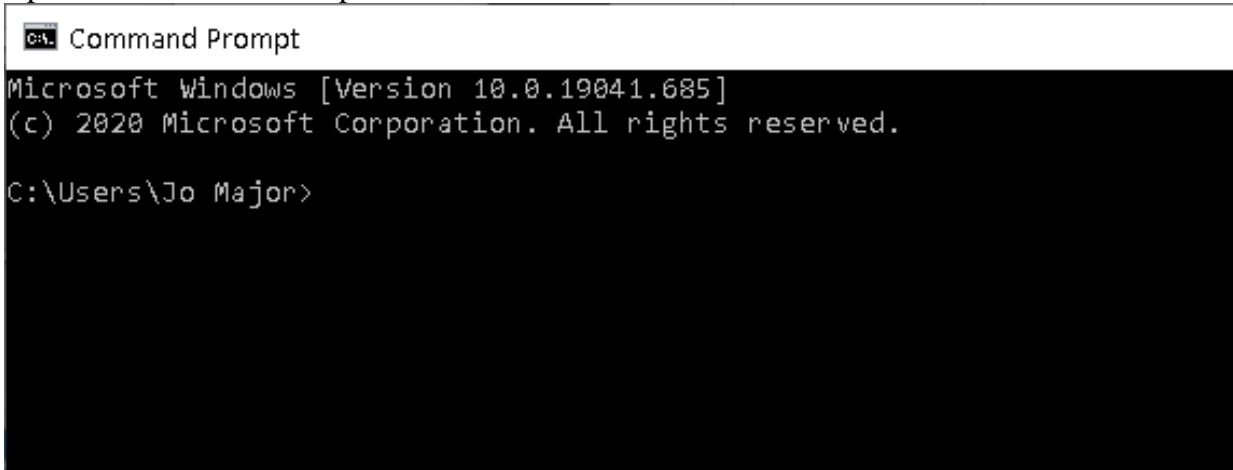 Command Prompt
Microsoft Windows [Version 10.0.19041.685]
(c) 2020 Microsoft Corporation. All rights reserved.
C:\Users\Jo Major>